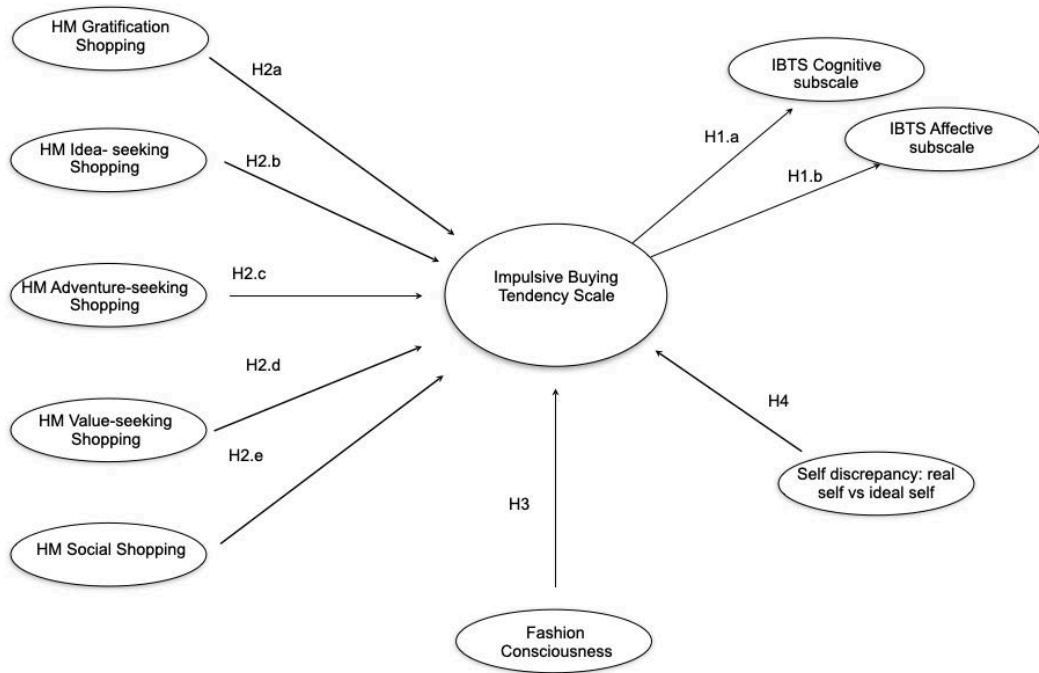 HM Gratification
Shopping
H2a
IBTS Cognitive
subscale
IBTS Affective
subscale
H1.a
H1.b
HM Idea- seeking
Shopping
H2.b
HM Adventure-seeking
Shopping
H2.c
Impulsive Buying
Tendency Scale
H2.d
HM Value-seeking
Shopping
H2.e
H4
Self discrepancy: real
self vs ideal self
H3
HM Social Shopping
Fashion
Consciousness